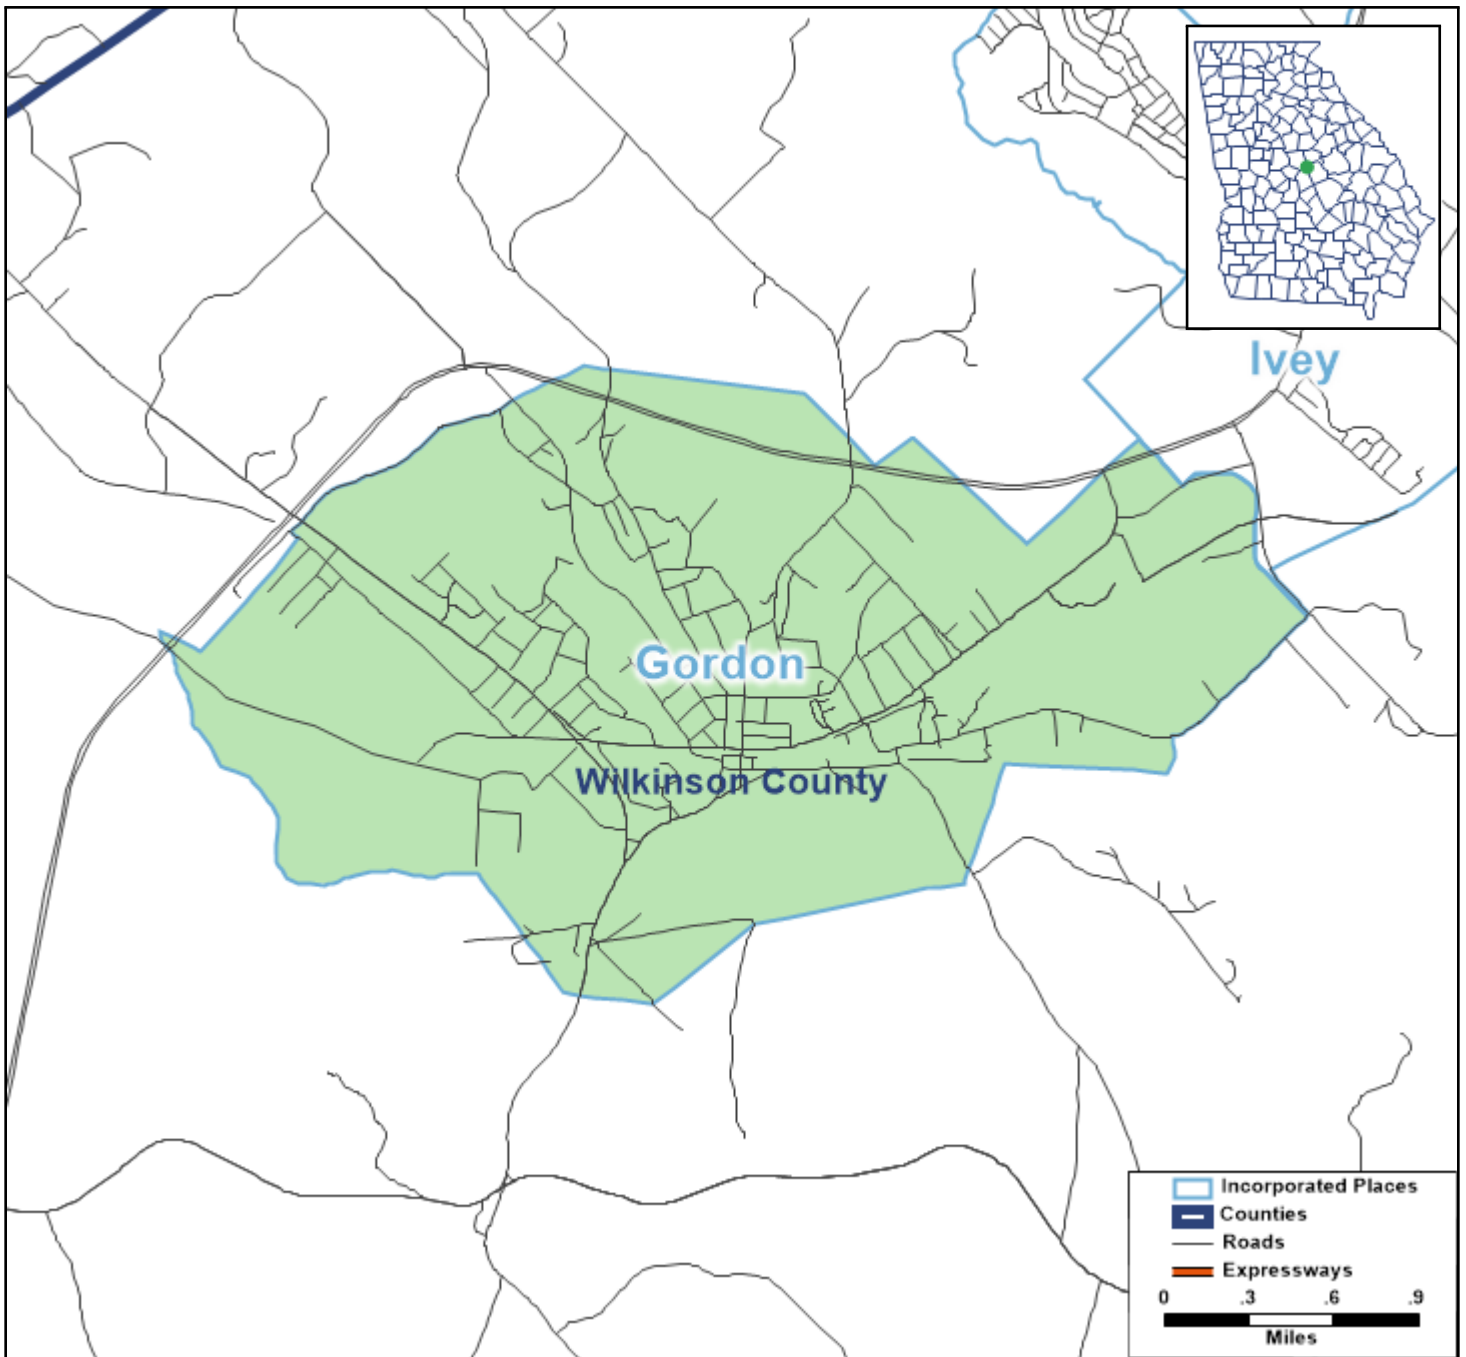 Ivey
Gordon
Wilkinson County
Incorporated Places
Counties
Roads
Expressways
0 .3 .6 .9
Miles